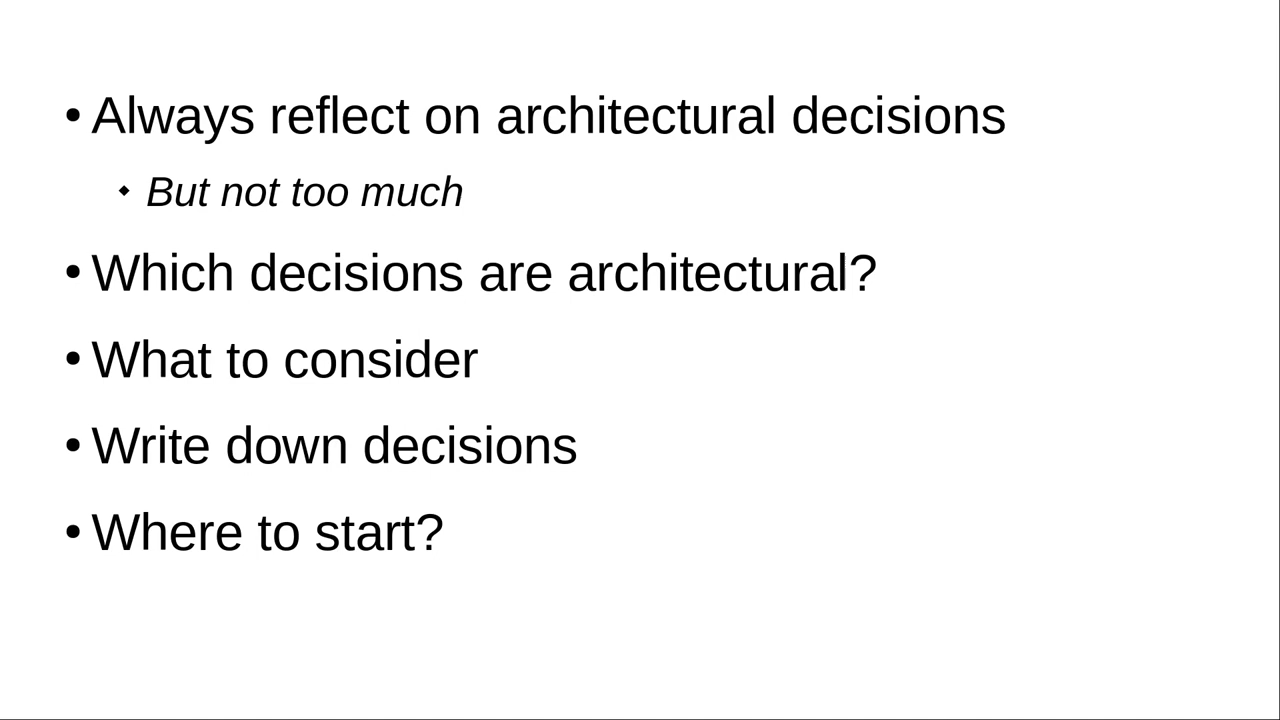 • Always reflect on architectural decisions
◆ But not too much
• Which decisions are architectural?
• What to consider
• Write down decisions
• Where to start?